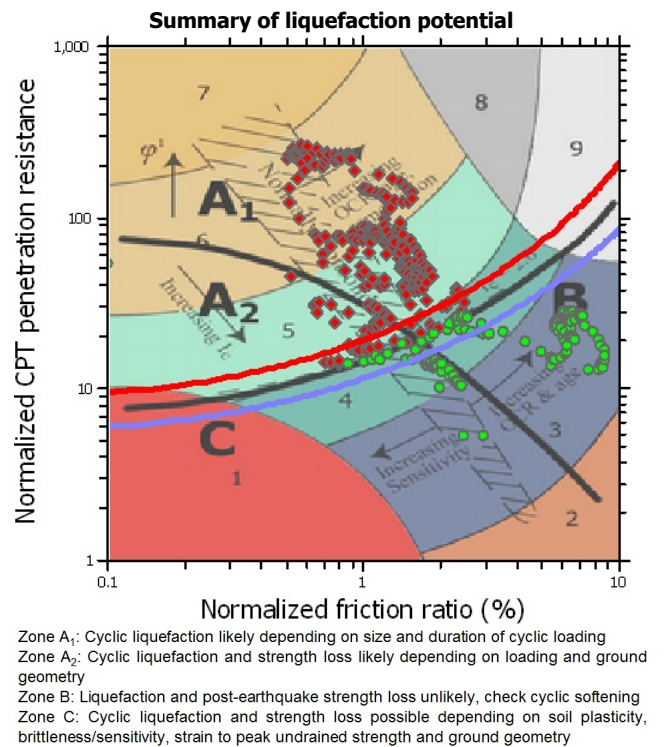 Summary of liquefaction potential
1,000
7
8
9
φ'
Increasing
OCR
A1
6
100
A2
Increasing Ic
5
B
10
4
Increasing
OCR & age
C
3
Increasing
Sensitivity
1
2
1
0.1
1
10
Normalized CPT penetration resistance
Normalized friction ratio (%)
Zone A1: Cyclic liquefaction likely depending on size and duration of cyclic loading
Zone A2: Cyclic liquefaction and strength loss likely depending on loading and ground
geometry
Zone B: Liquefaction and post-earthquake strength loss unlikely, check cyclic softening
Zone C: Cyclic liquefaction and strength loss possible depending on soil plasticity,
brittleness/sensitivity, strain to peak undrained strength and ground geometry